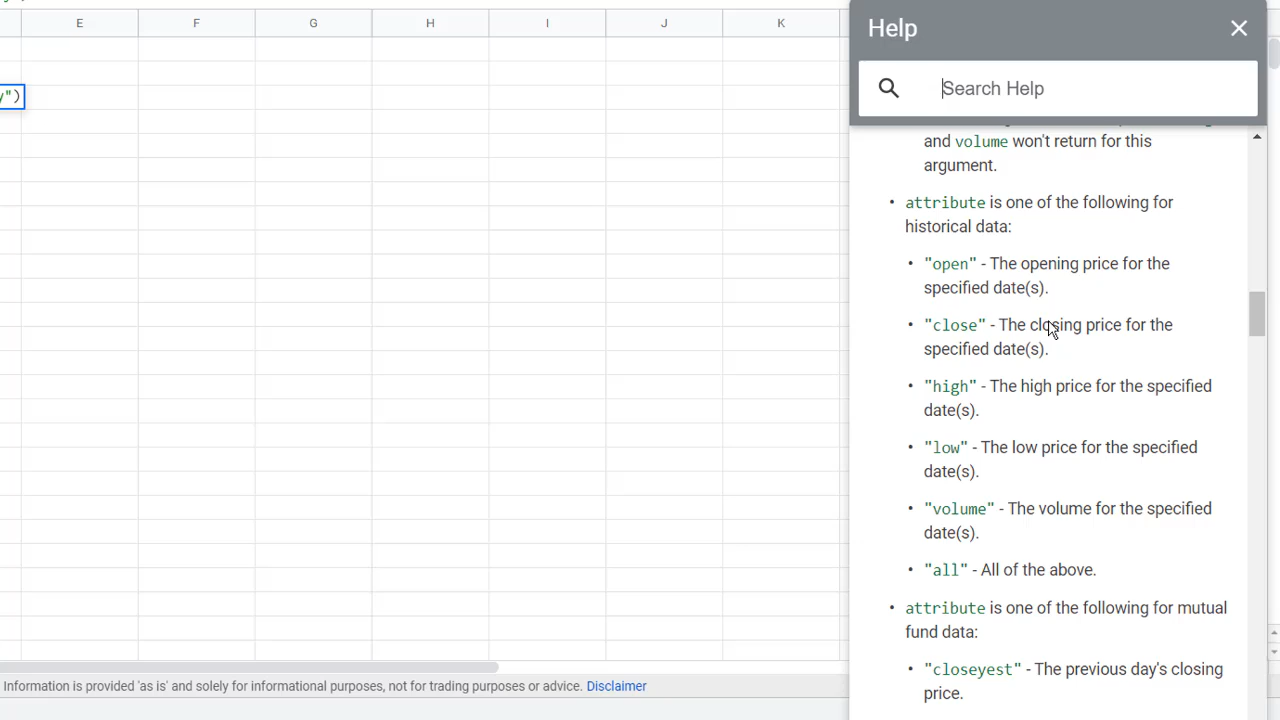 E F G H I J K
y")
Help
Search Help
and volume won't return for this
argument.
• attribute is one of the following for
historical data:
• "open" - The opening price for the
specified date(s).
• "close" - The closing price for the
specified date(s).
• "high" - The high price for the specified
date(s).
• "low" - The low price for the specified
date(s).
• "volume" - The volume for the specified
date(s).
• "all" - All of the above.
• attribute is one of the following for mutual
fund data:
• "closeyest" - The previous day's closing
price.
Information is provided 'as is' and solely for informational purposes, not for trading purposes or advice. Disclaimer